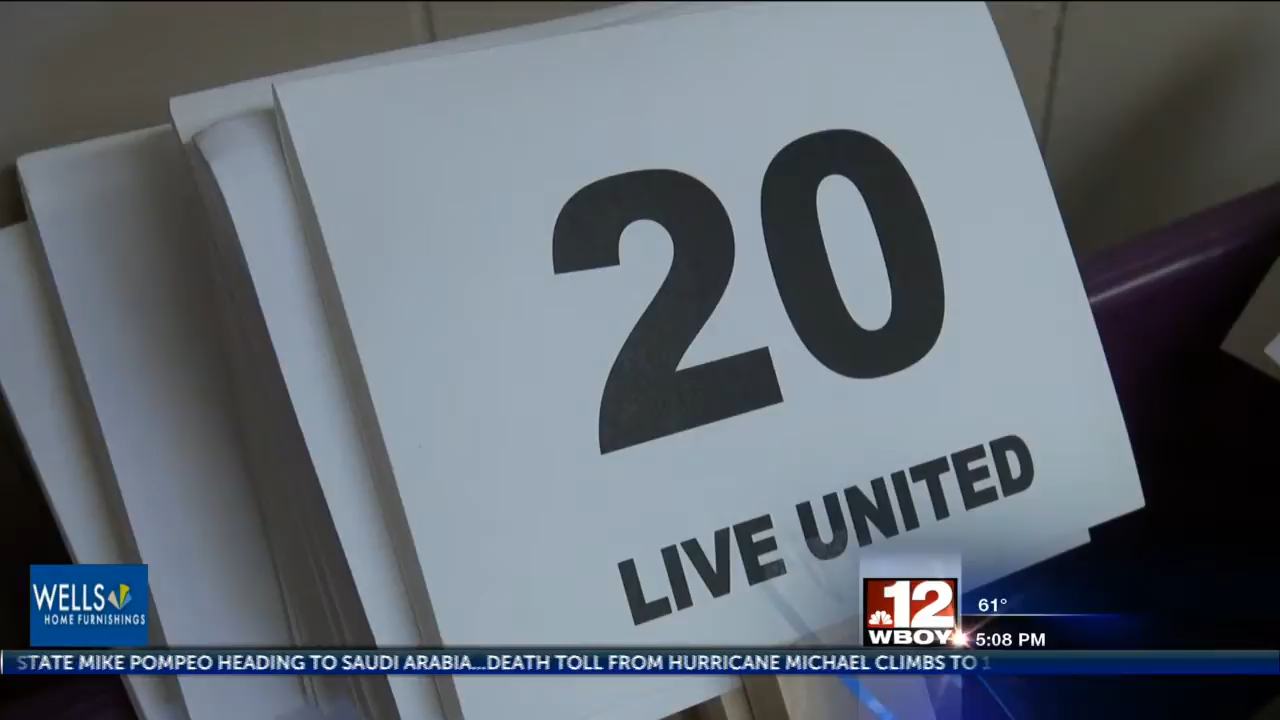 20
LIVE UNITED
WELLS
HOME FURNISHINGS
12
WBOY
61°
5:08 PM
STATE MIKE POMPEO HEADING TO SAUDI ARABIA...DEATH TOLL FROM HURRICANE MICHAEL CLIMBS TO